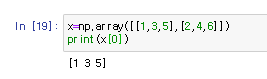 In [19]: x=np.array([[1,3,5],[2,4,6]])
print(x[0])
[1 3 5]